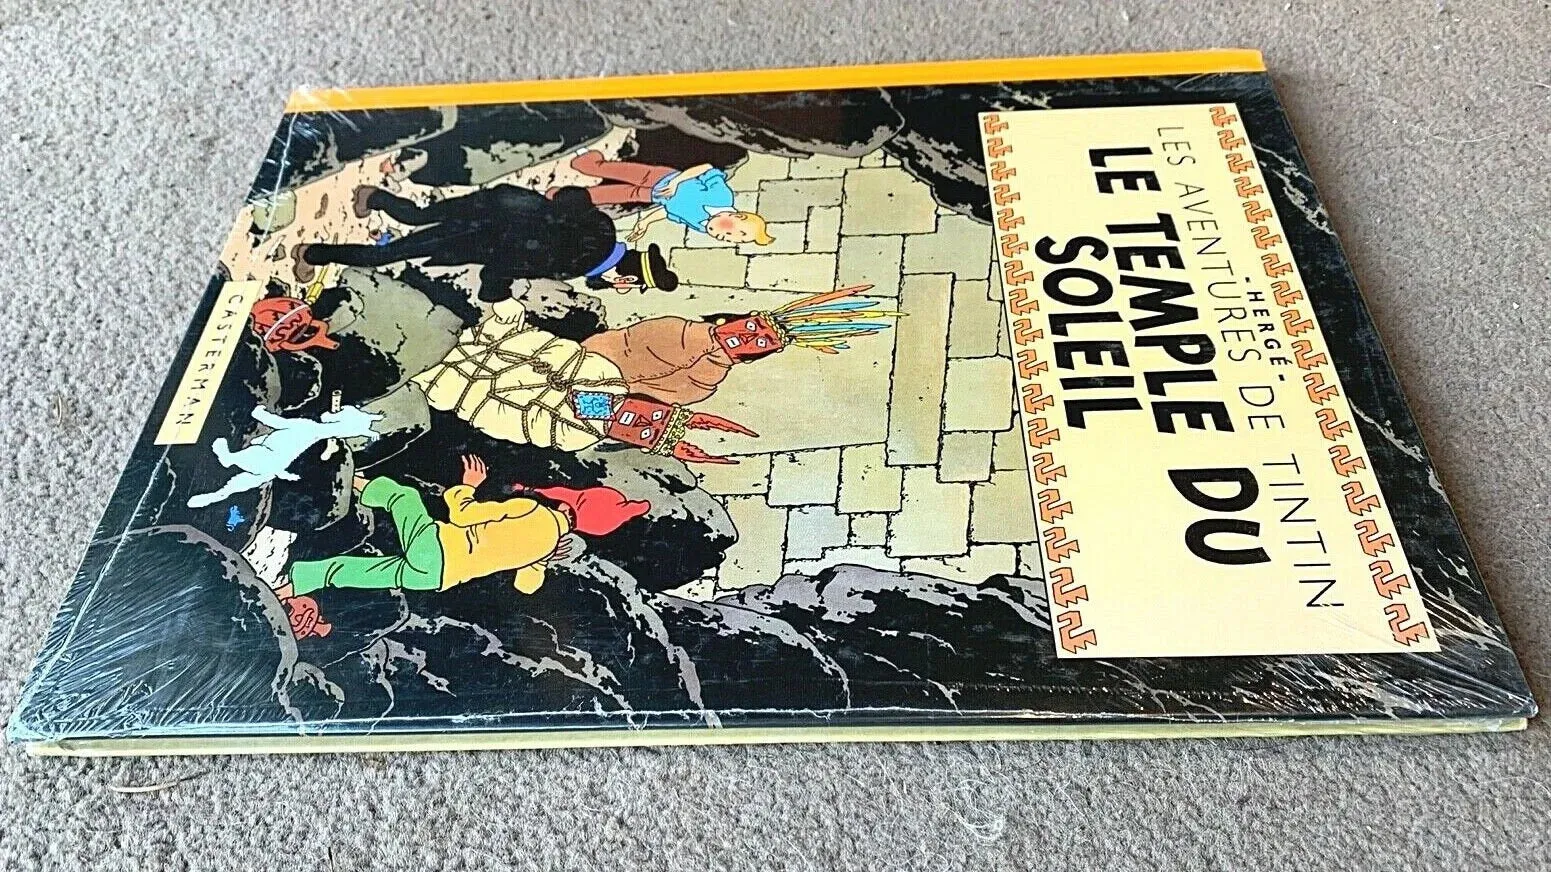 - HERGÉ -
LES AVENTURES DE TINTIN
LE TEMPLE DU
SOLEIL
CASTERMAN